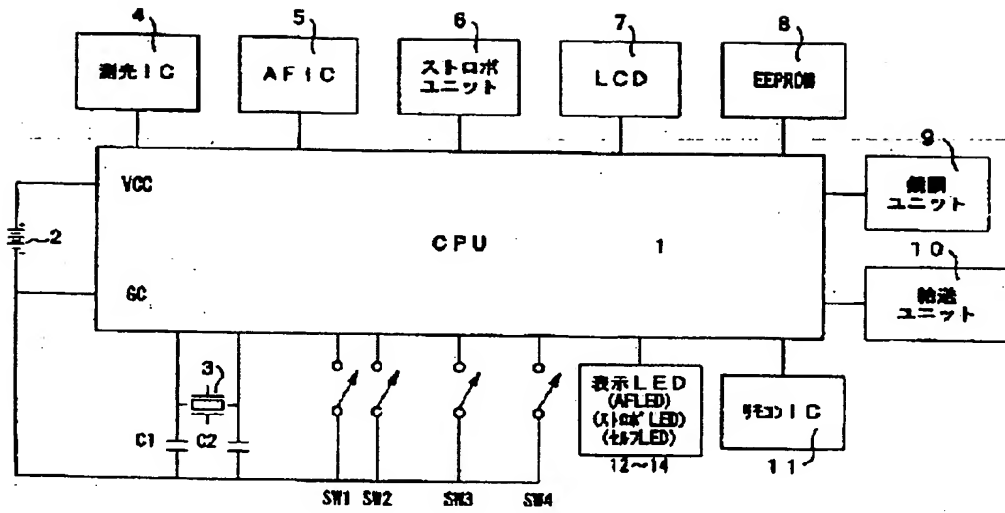 4
5
6
7
8
測光IC
AFIC
ストロボ
ユニット
LCD
EEPROM
9
鏡胴
ユニット
VCC
2
CPU
1
GC
10
給送
ユニット
3
C1
C2
表示LED
(AFLED)
(ストロボLED)
(セルフLED)
12~14
リモコンIC
11
SW1
SW2
SW3
SW4